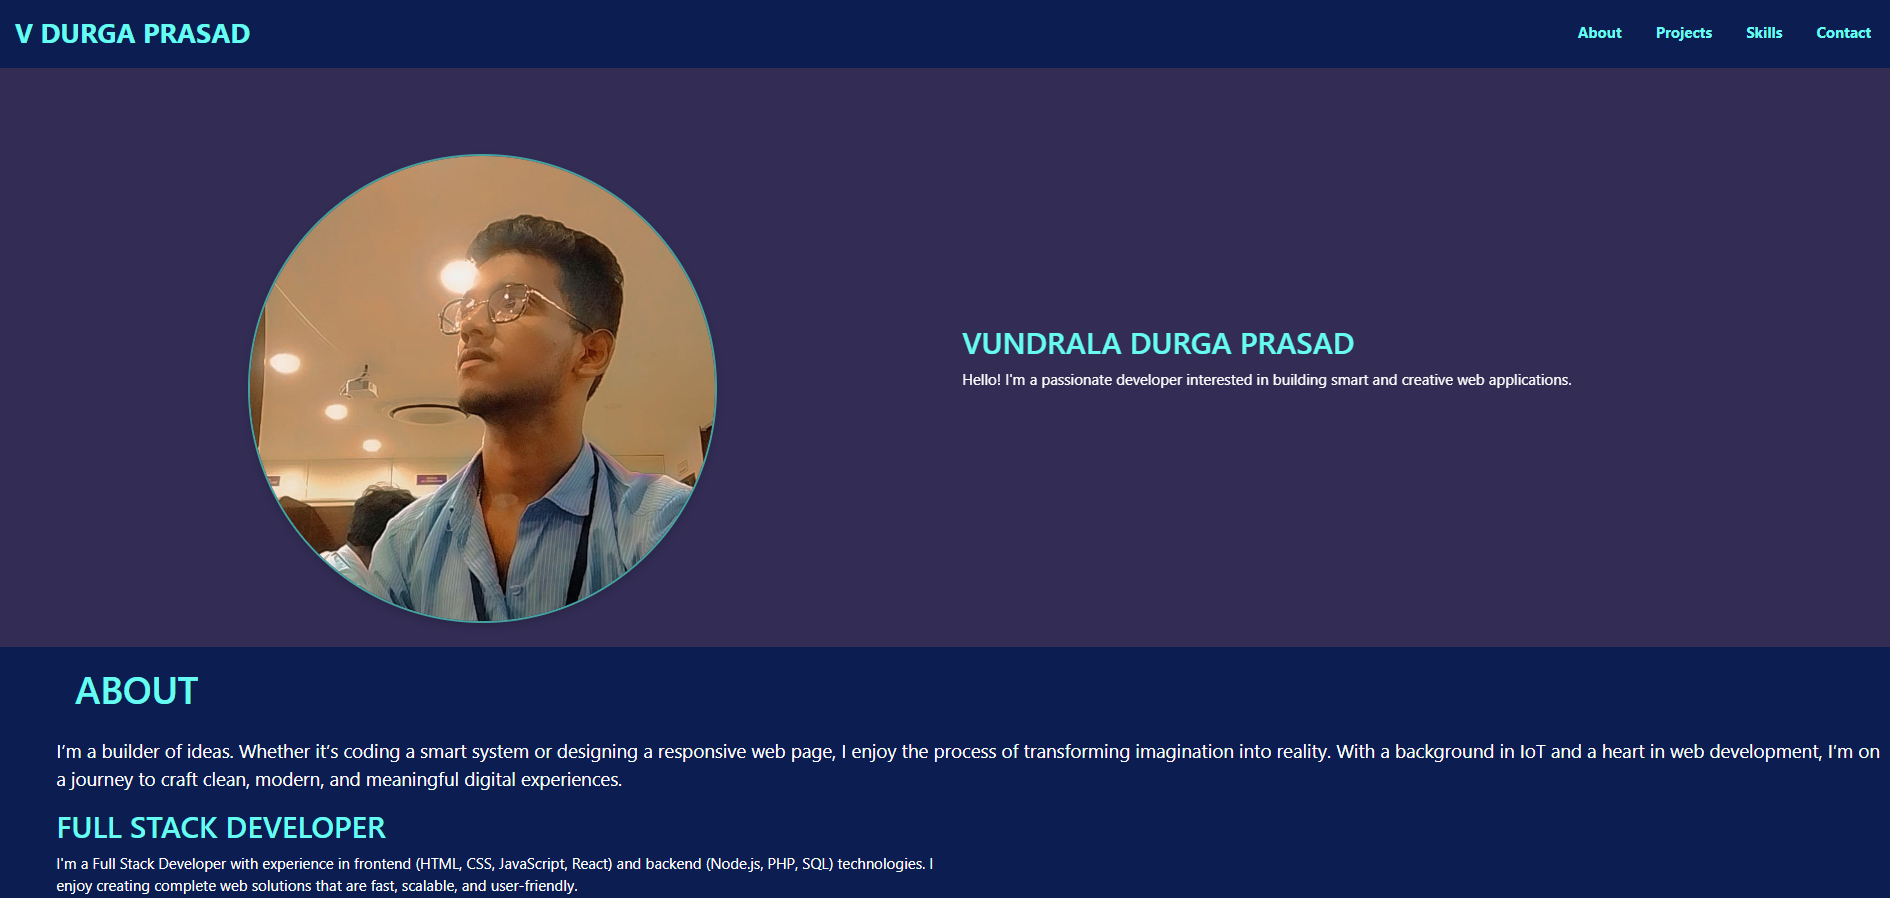 V DURGA PRASAD
About Projects Skills Contact
VUNDRALA DURGA PRASAD
Hello! I'm a passionate developer interested in building smart and creative web applications.
ABOUT
I’m a builder of ideas. Whether it’s coding a smart system or designing a responsive web page, I enjoy the process of transforming imagination into reality. With a background in IoT and a heart in web development, I’m on
a journey to craft clean, modern, and meaningful digital experiences.
FULL STACK DEVELOPER
I'm a Full Stack Developer with experience in frontend (HTML, CSS, JavaScript, React) and backend (Node.js, PHP, SQL) technologies. I
enjoy creating complete web solutions that are fast, scalable, and user-friendly.